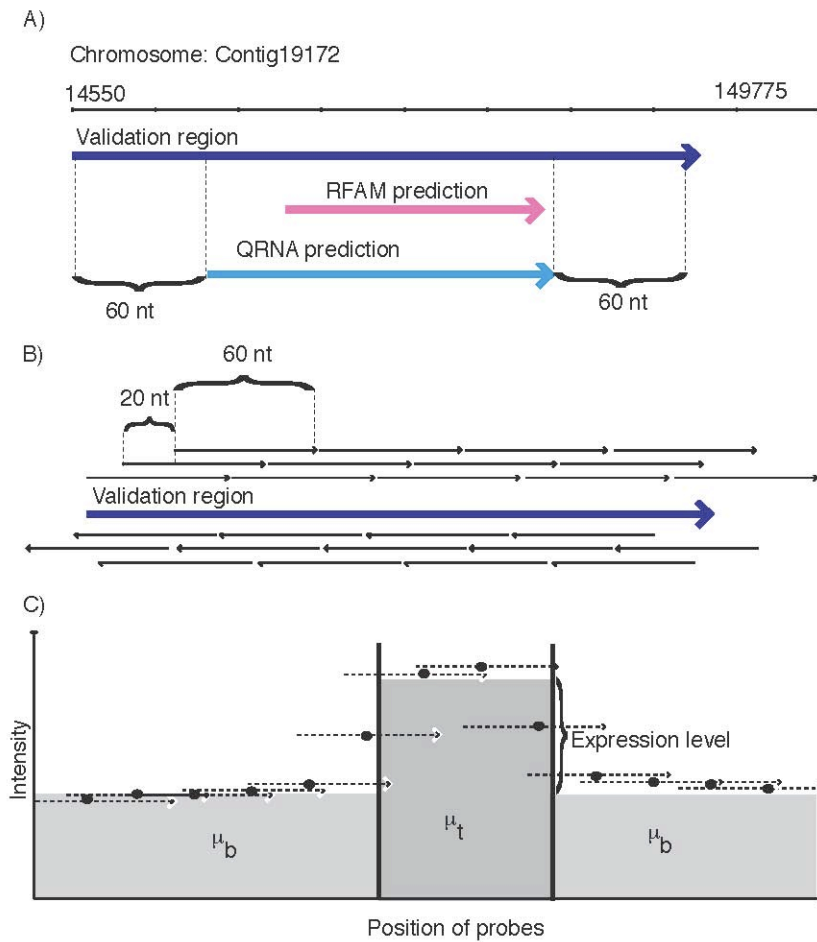 A)
Chromosome: Contig19172
14550 149775
Validation region
RFAM prediction
QRNA prediction
60 nt 60 nt
B)
60 nt
20 nt
Validation region
C)
Intensity
Expression level
μb μt μb
Position of probes